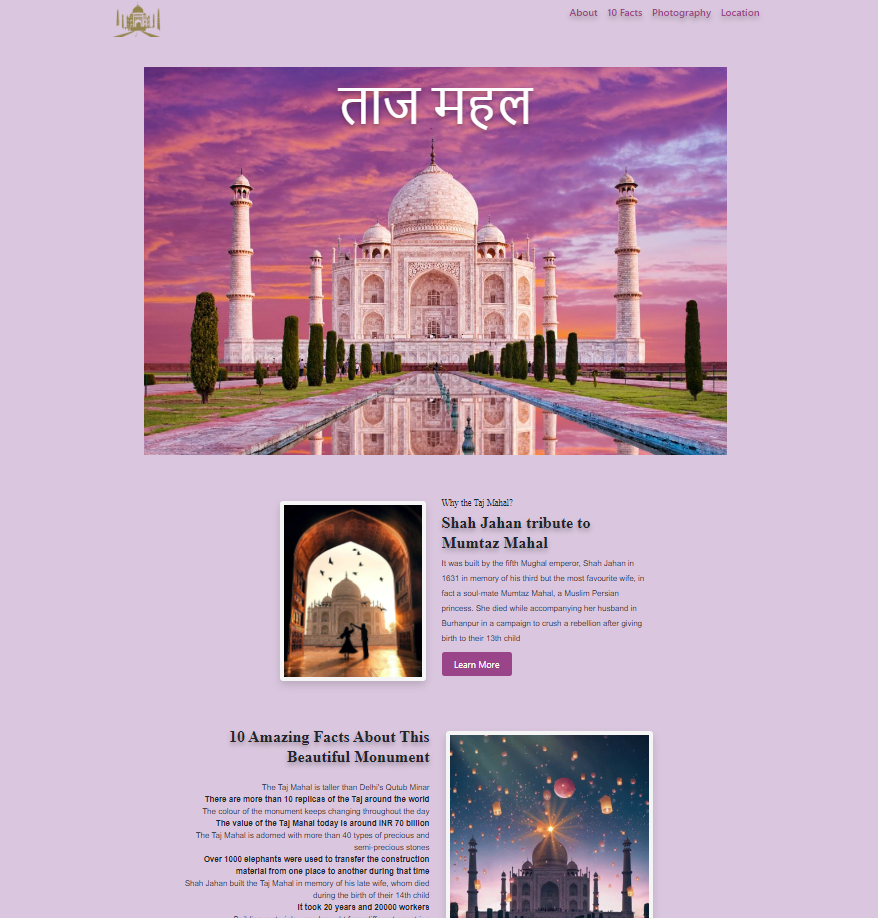 About 10 Facts Photography Location
ताज महल
Why the Taj Mahal?
Shah Jahan tribute to
Mumtaz Mahal
It was built by the fifth Mughal emperor, Shah Jahan in
1631 in memory of his third but the most favourite wife, in
fact a soul-mate Mumtaz Mahal, a Muslim Persian
princess. She died while accompanying her husband in
Burhanpur in a campaign to crush a rebellion after giving
birth to their 13th child
Learn More
10 Amazing Facts About This
Beautiful Monument
The Taj Mahal is taller than Delhi's Qutub Minar
There are more than 10 replicas of the Taj around the world
The colour of the monument keeps changing throughout the day
The value of the Taj Mahal today is around INR 70 billion
The Taj Mahal is adorned with more than 40 types of precious and
semi-precious stones
Over 1000 elephants were used to transfer the construction
material from one place to another during that time
Shah Jahan built the Taj Mahal in memory of his late wife, whom died
during the birth of their 14th child
It took 20 years and 20000 workers